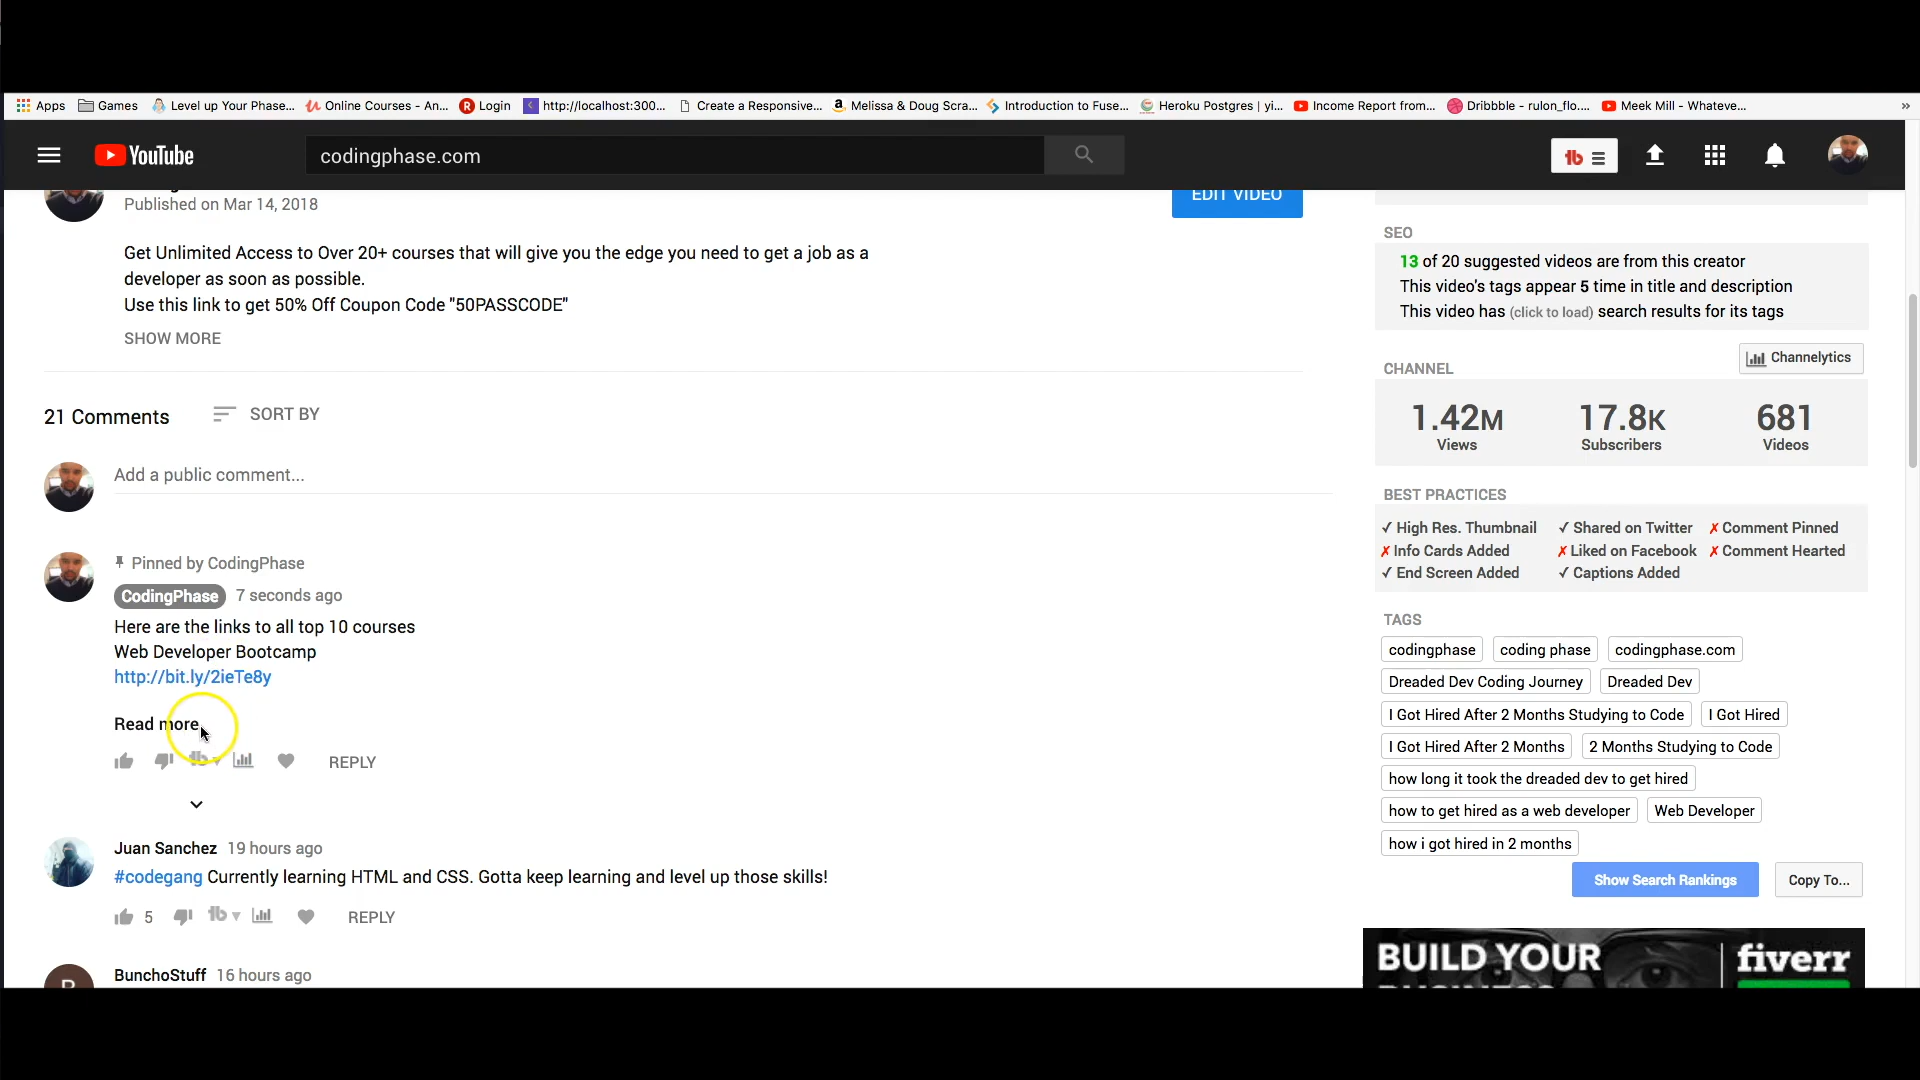 Apps Games Level up Your Phase... Online Courses - An... Login http://localhost:300... Create a Responsive... Melissa & Doug Scra... Introduction to Fuse... Heroku Postgres | yi... Income Report from... Dribbble - rulon_flo.... Meek Mill - Whateve... »
YouTube codingphase.com
Published on Mar 14, 2018
EDIT VIDEO
Get Unlimited Access to Over 20+ courses that will give you the edge you need to get a job as a
developer as soon as possible.
Use this link to get 50% Off Coupon Code "50PASSCODE"
SHOW MORE
21 Comments SORT BY
Add a public comment...
Pinned by CodingPhase
CodingPhase 7 seconds ago
Here are the links to all top 10 courses
Web Developer Bootcamp
http://bit.ly/2ieTe8y
Read more
REPLY
Juan Sanchez 19 hours ago
#codegang Currently learning HTML and CSS. Gotta keep learning and level up those skills!
5 REPLY
BunchoStuff 16 hours ago
SEO
13 of 20 suggested videos are from this creator
This video's tags appear 5 time in title and description
This video has (click to load) search results for its tags
CHANNEL Channelytics
1.42M 17.8K 681
Views Subscribers Videos
BEST PRACTICES
✓ High Res. Thumbnail ✓ Shared on Twitter ✗ Comment Pinned
✗ Info Cards Added ✗ Liked on Facebook ✗ Comment Hearted
✓ End Screen Added ✓ Captions Added
TAGS
codingphase coding phase codingphase.com
Dreaded Dev Coding Journey Dreaded Dev
I Got Hired After 2 Months Studying to Code I Got Hired
I Got Hired After 2 Months 2 Months Studying to Code
how long it took the dreaded dev to get hired
how to get hired as a web developer Web Developer
how i got hired in 2 months
Show Search Rankings Copy To...
BUILD YOUR fiverr